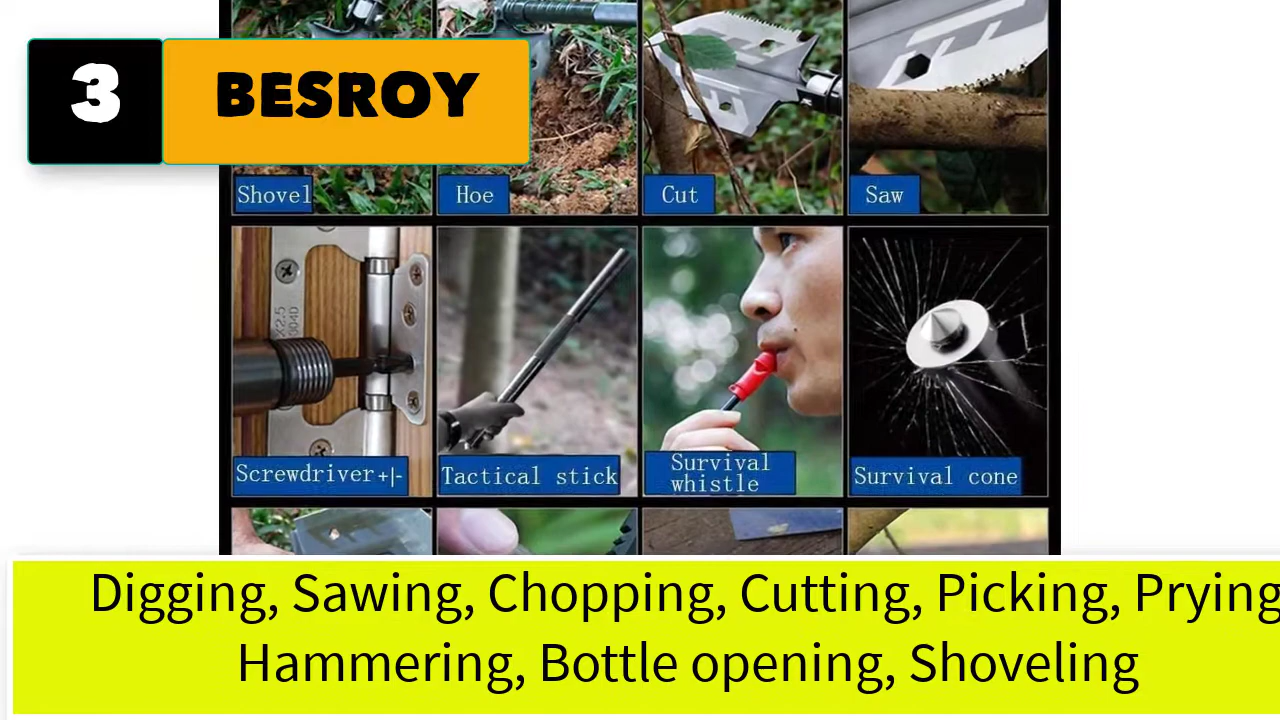 3 BESROY
Shovel
Hoe
Cut
Saw
Screwdriver+|-
Tactical stick
Survival
whistle
Survival cone
Digging, Sawing, Chopping, Cutting, Picking, Prying
Hammering, Bottle opening, Shoveling